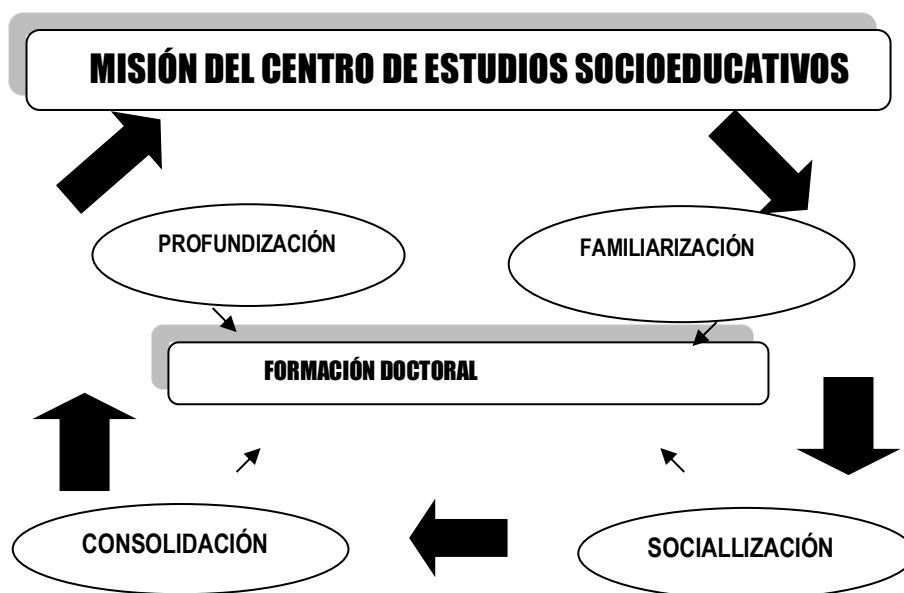 MISIÓN DEL CENTRO DE ESTUDIOS SOCIOEDUCATIVOS
PROFUNDIZACIÓN
FAMILIARIZACIÓN
FORMACIÓN DOCTORAL
CONSOLIDACIÓN
SOCIALLIZACIÓN